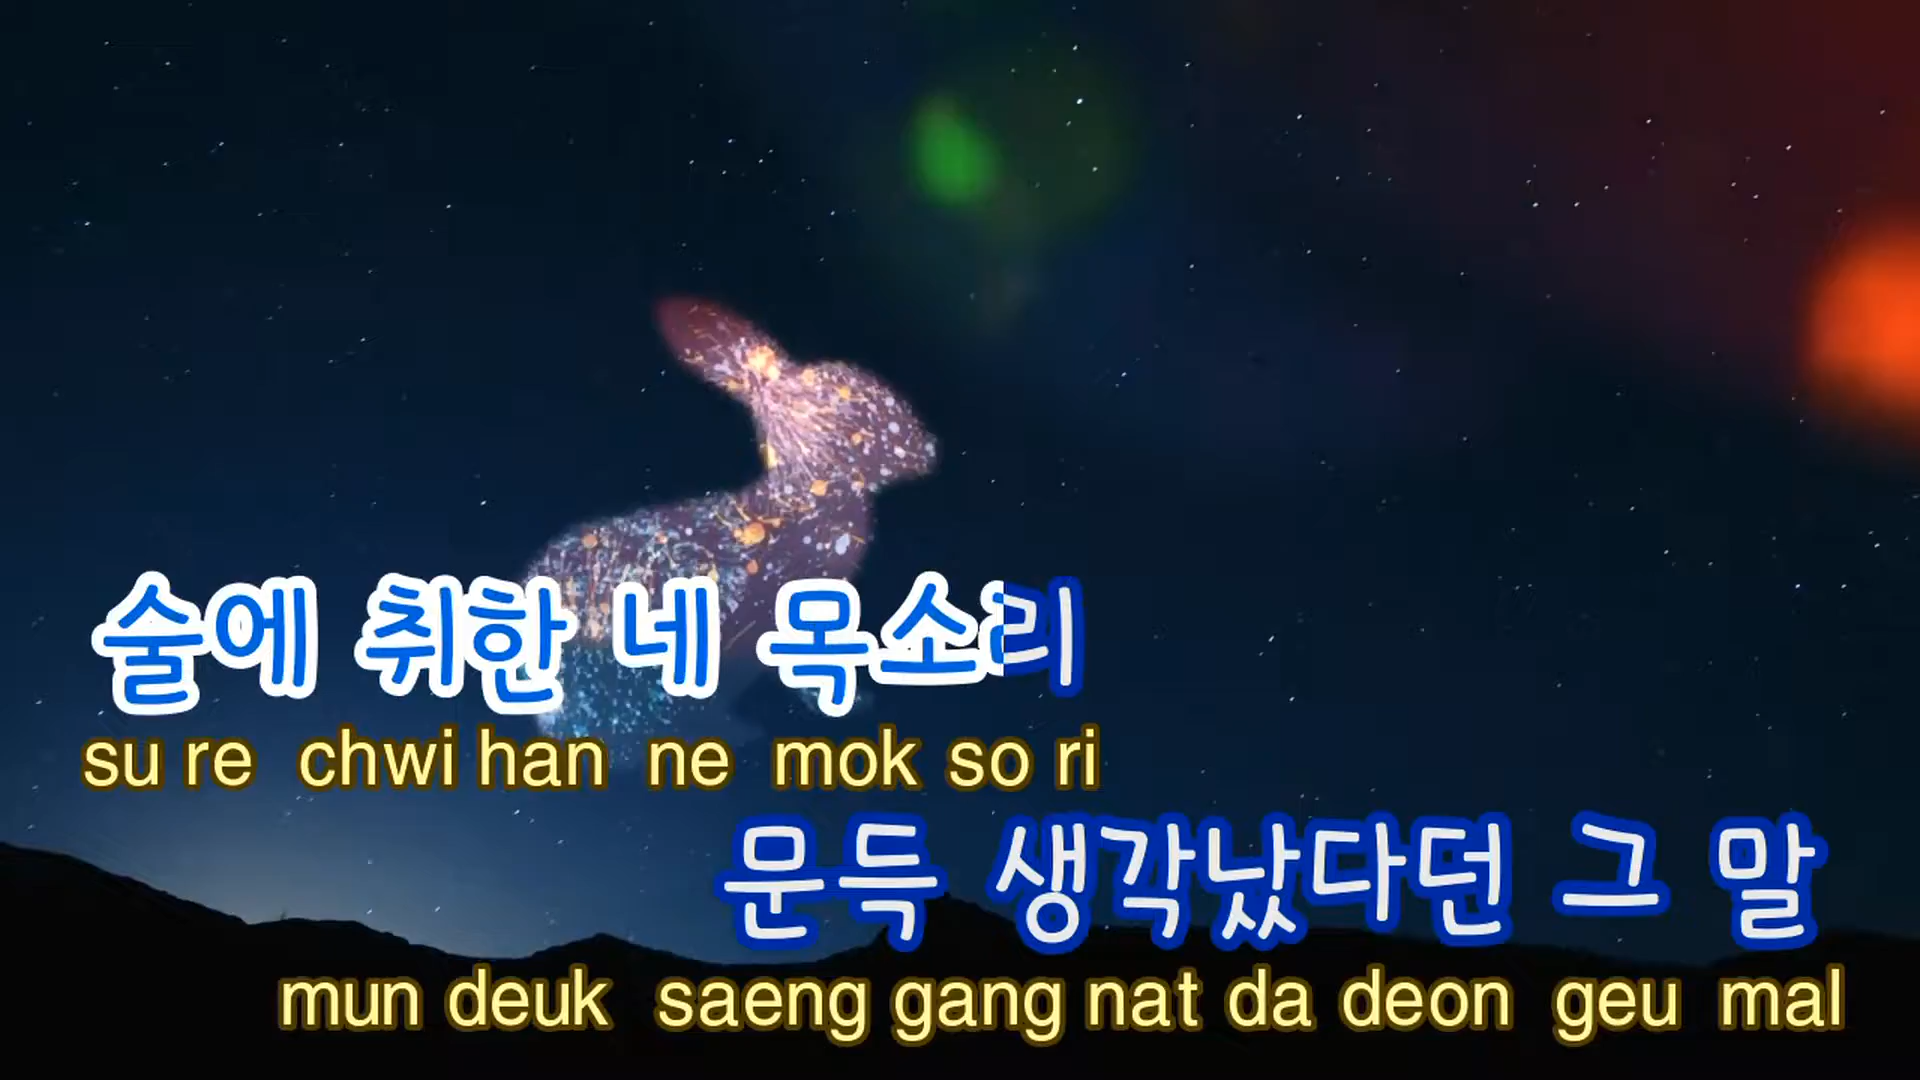 술에 취한 네 목소리
su re chwi han ne mok so ri
문득 생각났다던 그 말
mun deuk saeng gang nat da deon geu mal